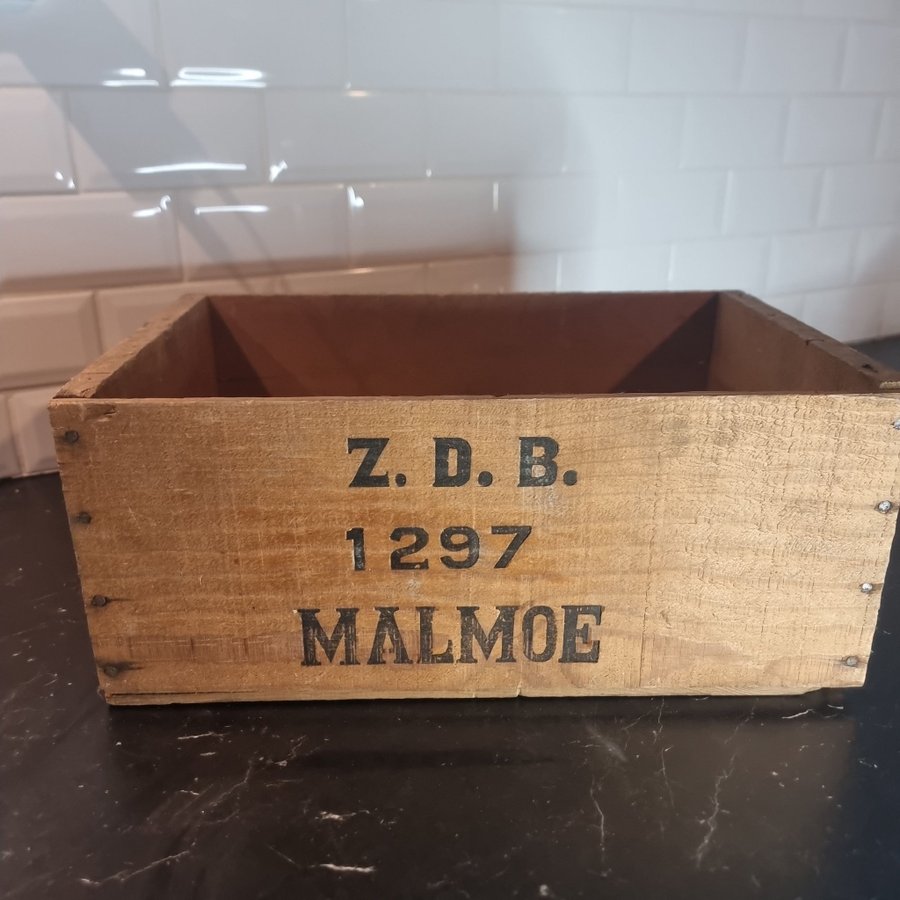 Z. D. B.
1297
MALMOE